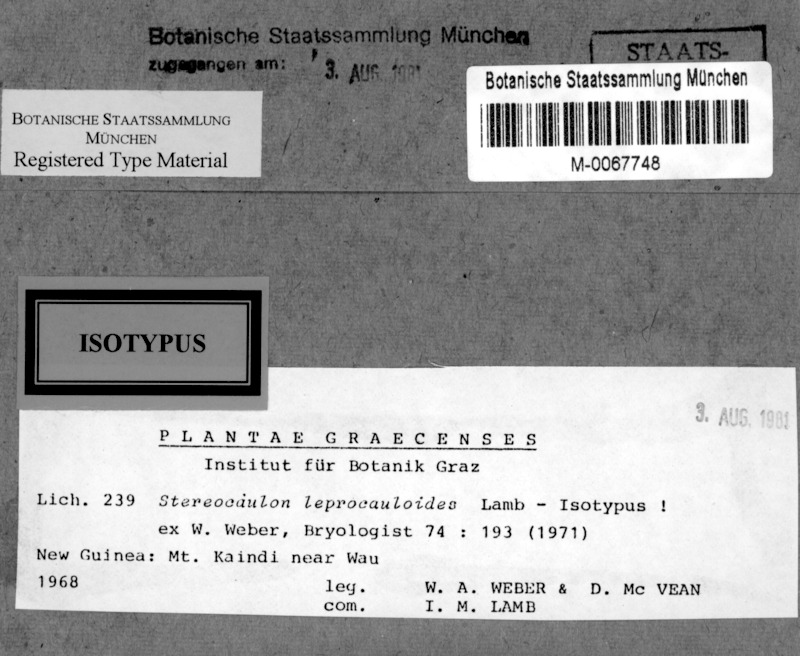 Botanische Staatssammlung München
zugegangen am: 3. AUG. 1981
STAATS-
Botanische Staatssammlung München
M-0067748
BOTANISCHE STAATSSAMMLUNG
MÜNCHEN
Registered Type Material
ISOTYPUS
3. AUG. 1981
PLANTAE GRAECENSES
Institut für Botanik Graz
Lich. 239 Stereocaulon leprocauloides Lamb - Isotypus !
ex W. Weber, Bryologist 74 : 193 (1971)
New Guinea: Mt. Kaindi near Wau
1968
leg. W. A. WEBER & D. Mc VEAN
com. I. M. LAMB